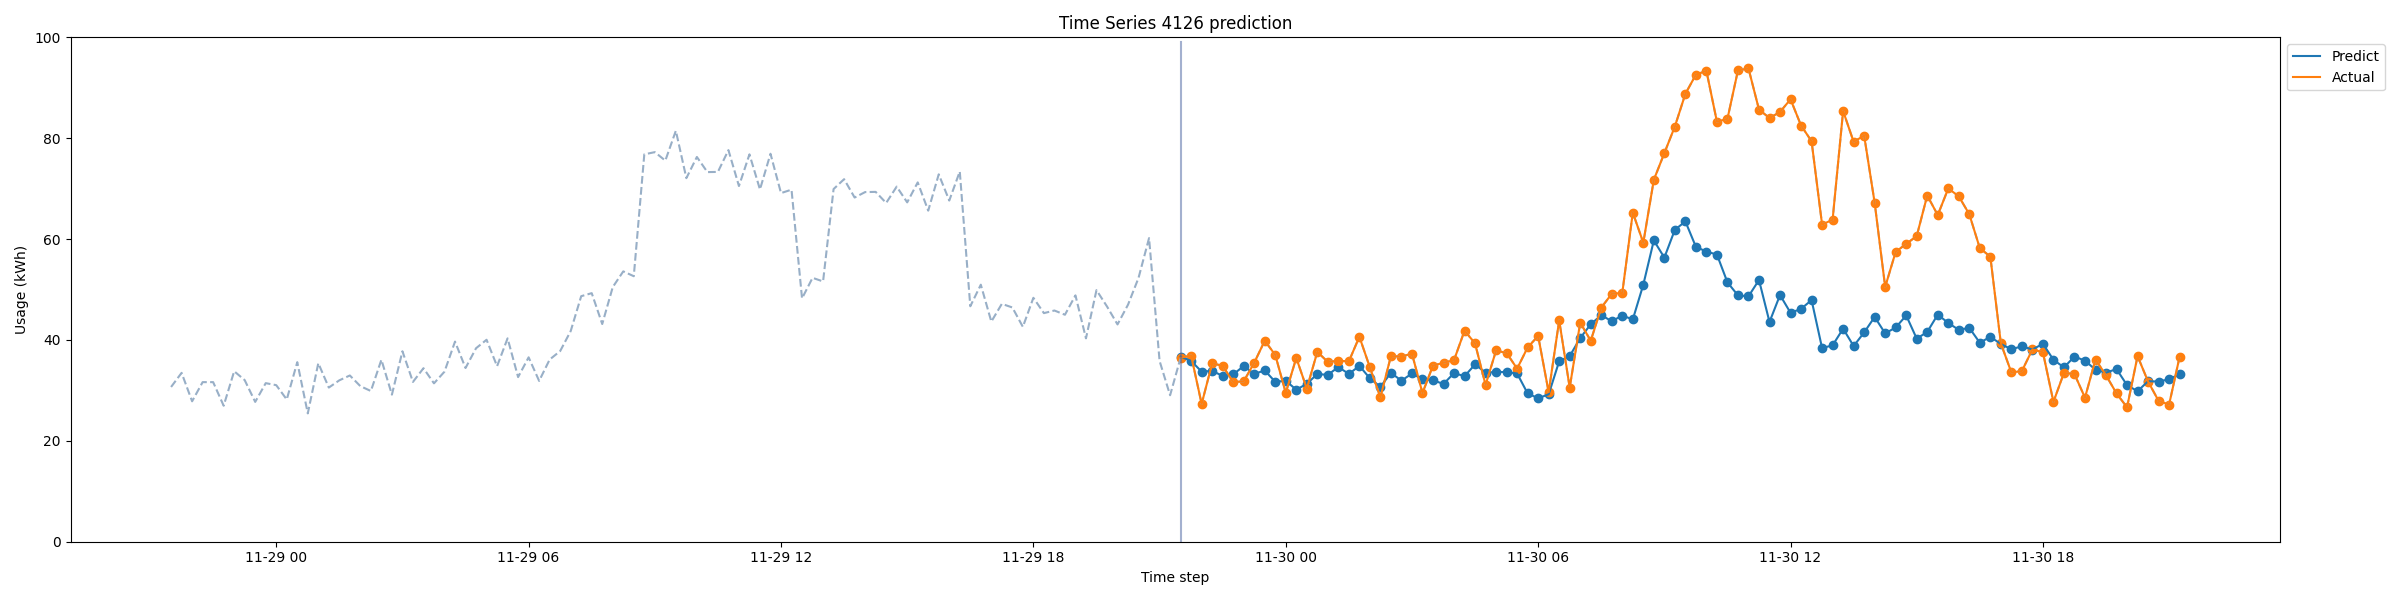 Time Series 4126 prediction
100
80
60
40
20
0
Usage (kWh)
11-29 00
11-29 06
11-29 12
11-29 18
11-30 00
11-30 06
11-30 12
11-30 18
Time step
Predict
Actual